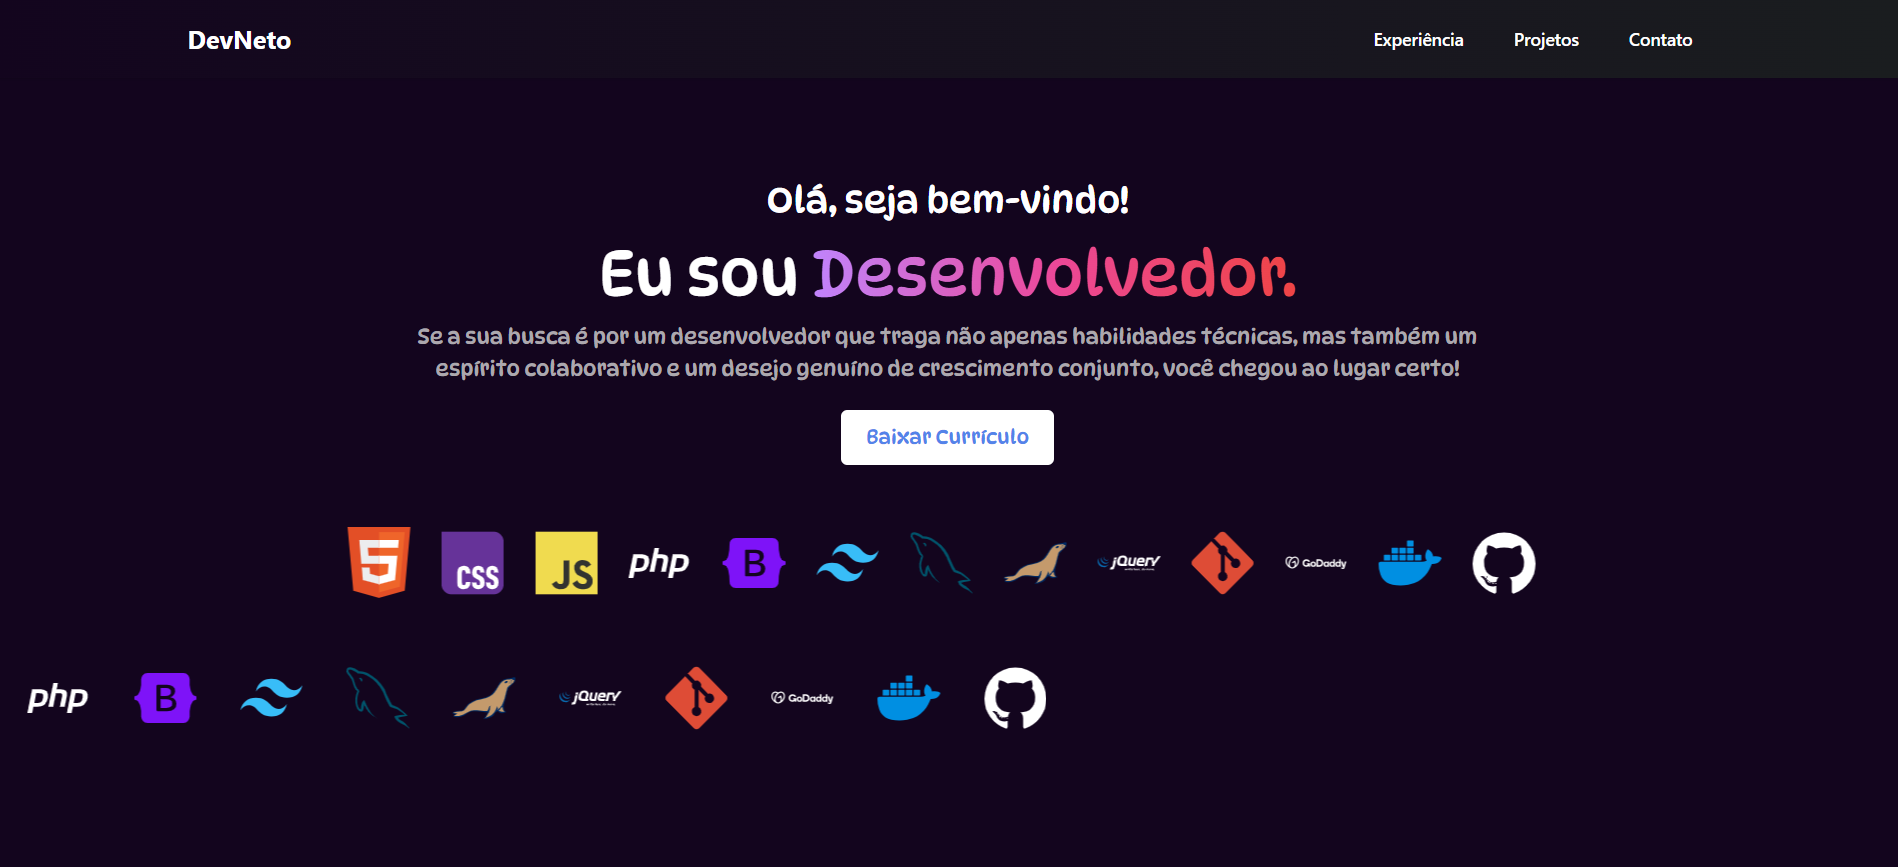 DevNeto
Experiência Projetos Contato
Olá, seja bem-vindo!
Eu sou Desenvolvedor.
Se a sua busca é por um desenvolvedor que traga não apenas habilidades técnicas, mas também um
espírito colaborativo e um desejo genuíno de crescimento conjunto, você chegou ao lugar certo!
Baixar Currículo
5 CSS JS php B jQuery GoDaddy
php B jQuery GoDaddy